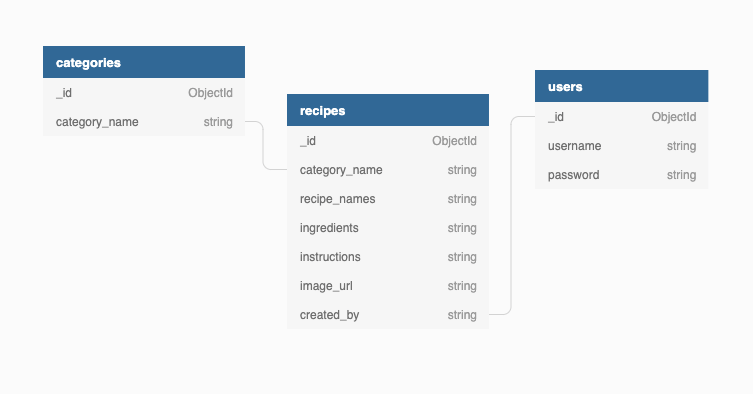 categories
_id ObjectId
category_name string
recipes
_id ObjectId
category_name string
recipe_names string
ingredients string
instructions string
image_url string
created_by string
users
_id ObjectId
username string
password string